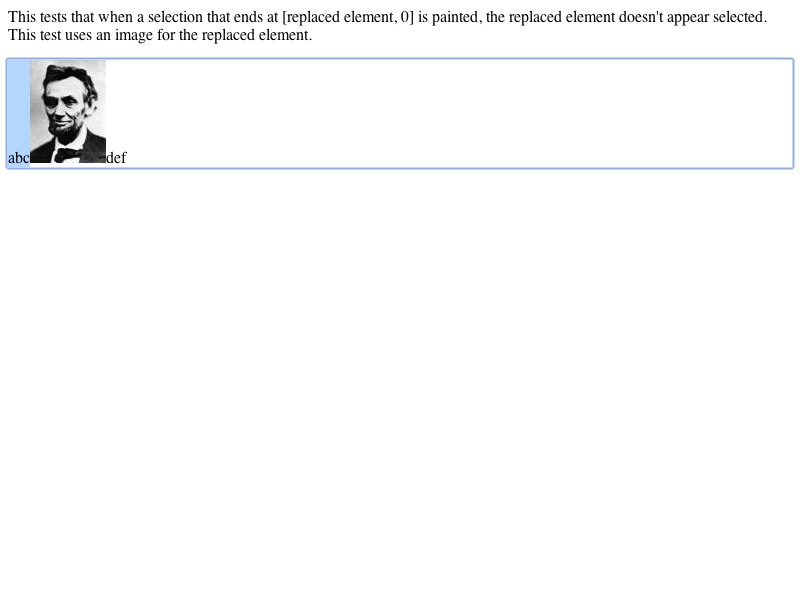 This tests that when a selection that ends at [replaced element, 0] is painted, the replaced element doesn't appear selected.
This test uses an image for the replaced element.
abcdef